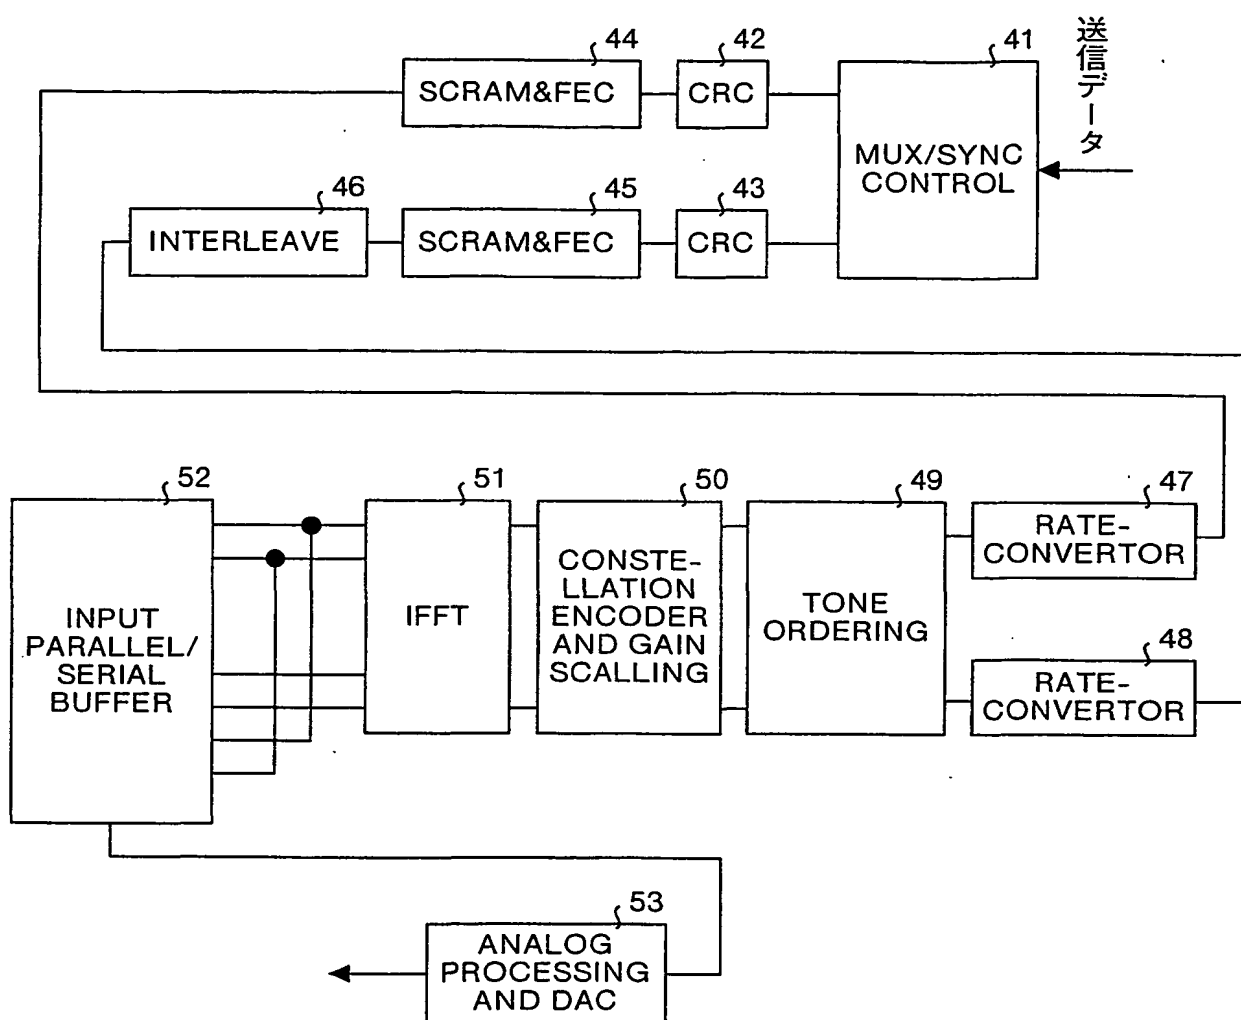 44
42
41
送信データ
SCRAM&FEC
CRC
MUX/SYNC
CONTROL
46
45
43
INTERLEAVE
SCRAM&FEC
CRC
52
51
50
49
47
INPUT
PARALLEL/
SERIAL
BUFFER
IFFT
CONSTE-
LLATION
ENCODER
AND GAIN
SCALLING
TONE
ORDERING
RATE-
CONVERTOR
48
RATE-
CONVERTOR
53
ANALOG
PROCESSING
AND DAC